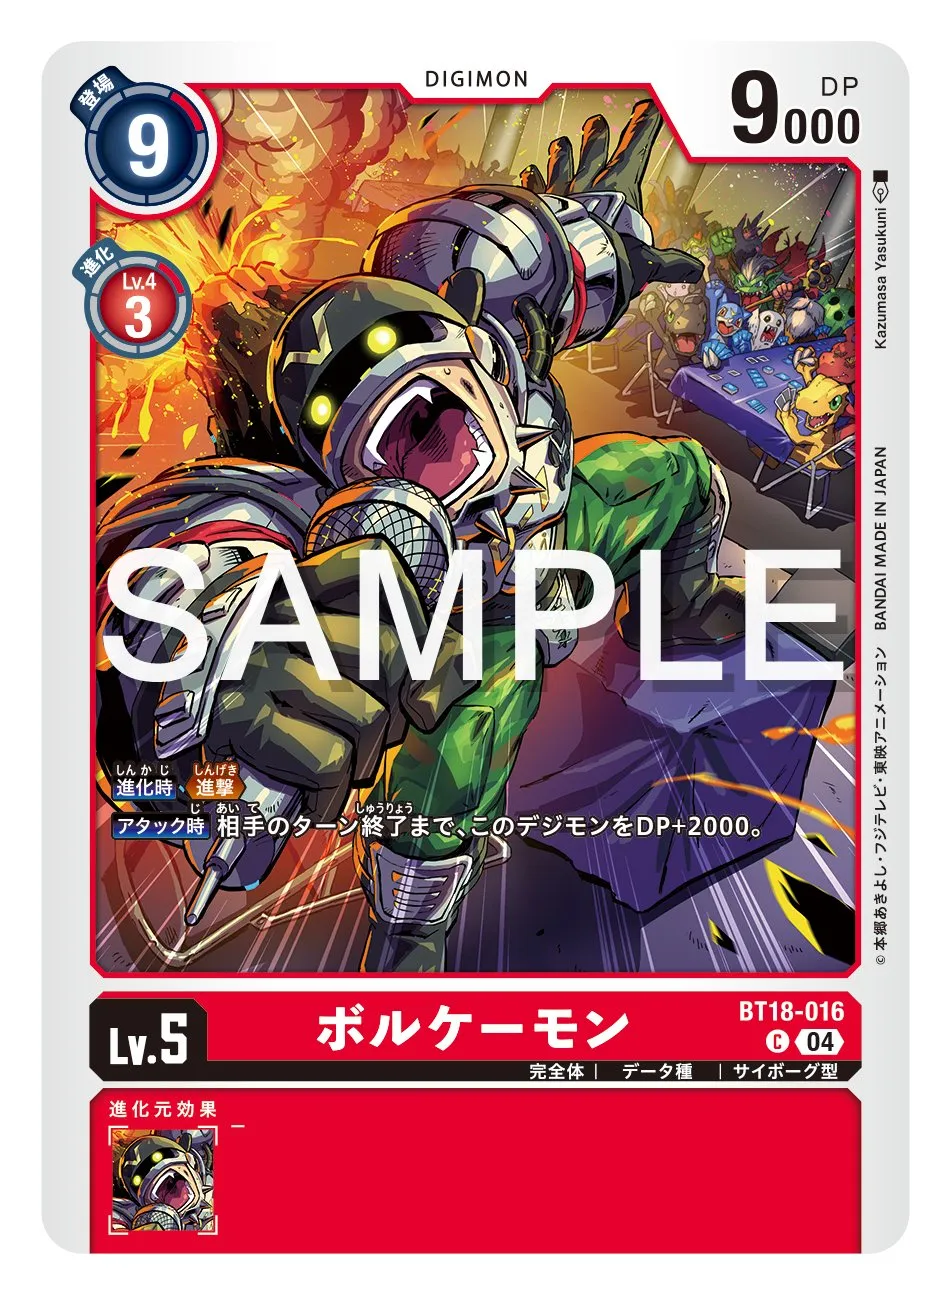 登場
9
DIGIMON
DP
9000
進化
Lv.4
3
Kazumasa Yasukuni
BANDAI MADE IN JAPAN
©本郷あきよし・フジテレビ・東映アニメーション
SAMPLE
しんかじ しんげき
進化時 進撃
じ あいて しゅうりょう
アタック時 相手のターン終了まで、このデジモンをDP+2000。
Lv.5
ボルケーモン
BT18-016
C 04
完全体 | データ種 | サイボーグ型
進化元効果
ー